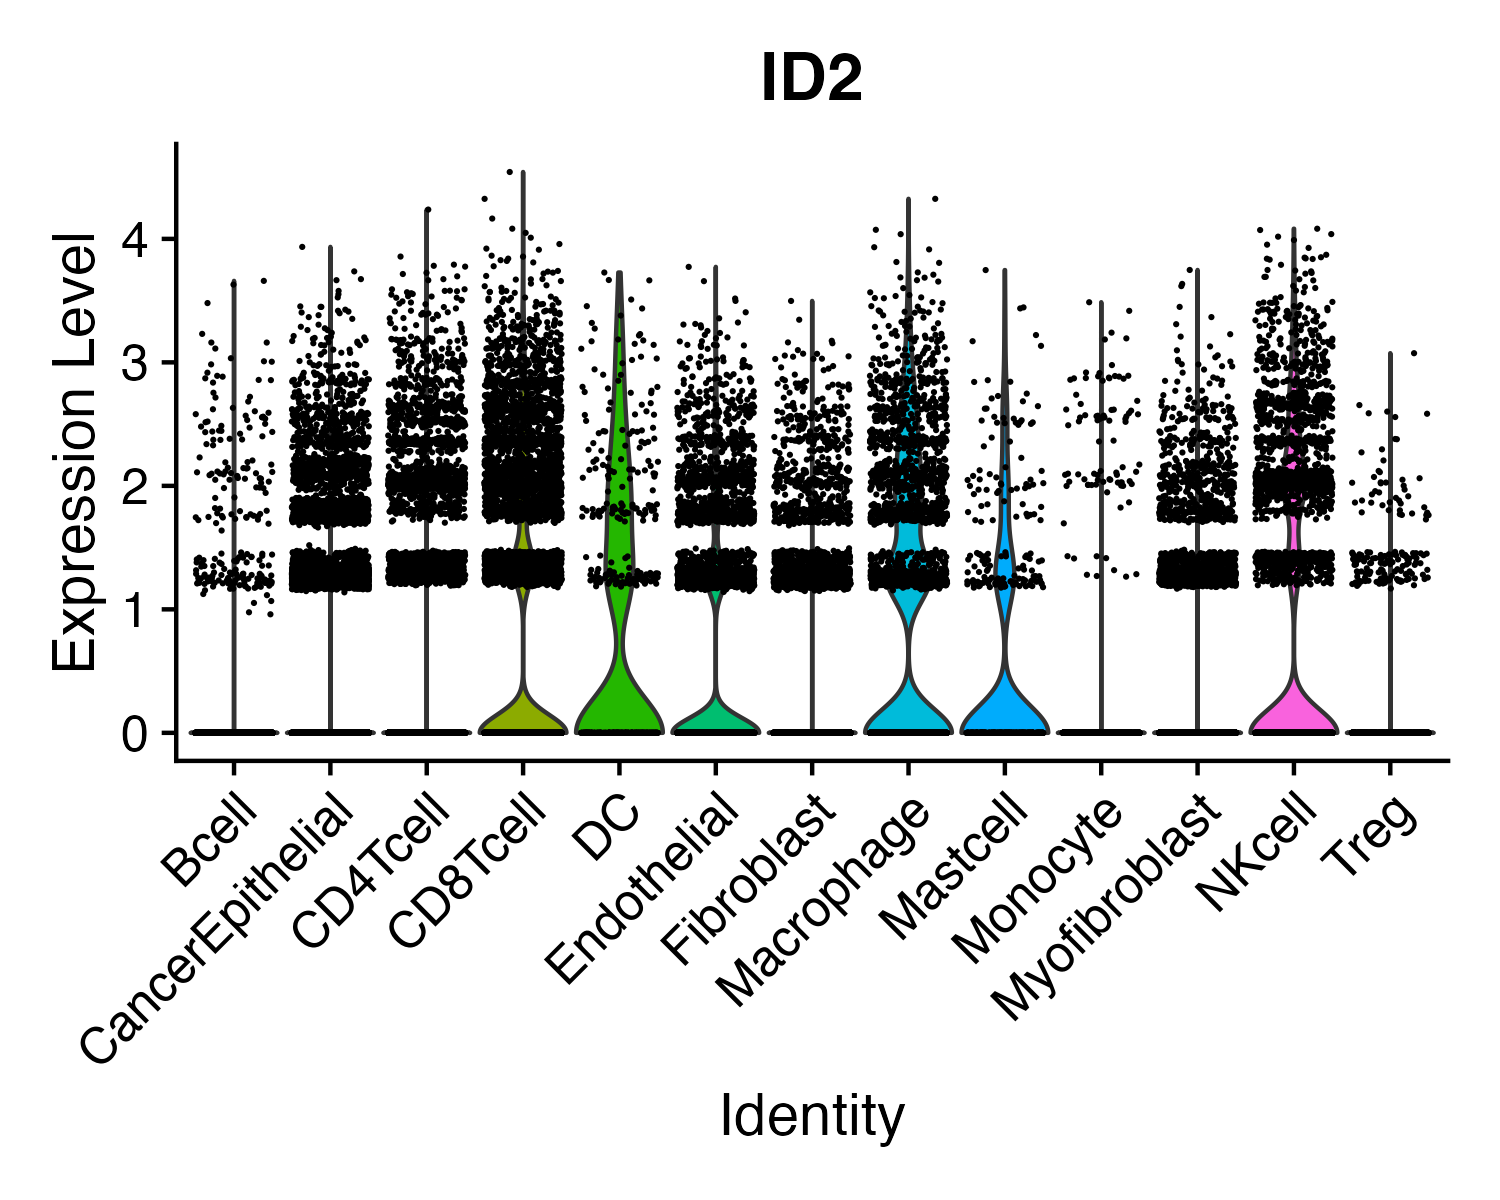 ID2
Expression Level
4
3
2
1
0
Bcell
CancerEpithelial
CD4Tcell
CD8Tcell
DC
Endothelial
Fibroblast
Macrophage
Mastcell
Monocyte
Myofibroblast
NKcell
Treg
Identity